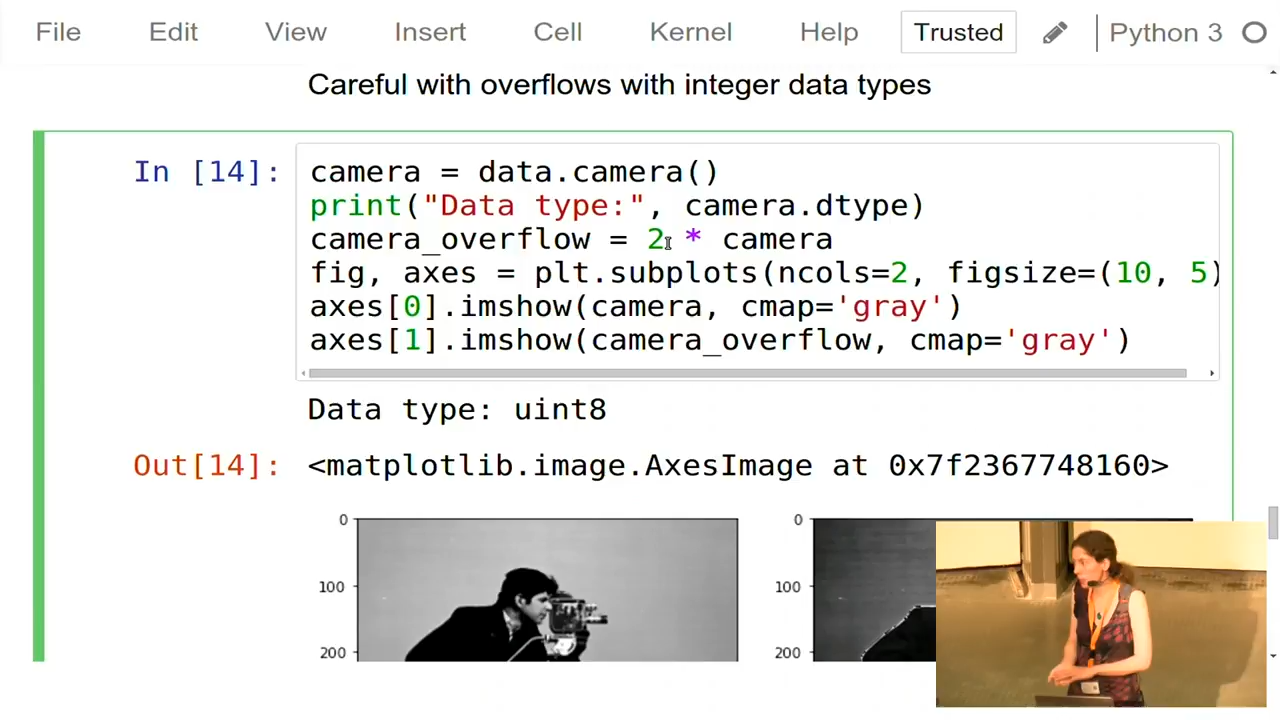 File Edit View Insert Cell Kernel Help Trusted Python 3
Careful with overflows with integer data types
In [14]: camera = data.camera()
print("Data type:", camera.dtype)
camera_overflow = 2 * camera
fig, axes = plt.subplots(ncols=2, figsize=(10, 5)
axes[0].imshow(camera, cmap='gray')
axes[1].imshow(camera_overflow, cmap='gray')
Data type: uint8
Out[14]: <matplotlib.image.AxesImage at 0x7f2367748160>
0 0
100 100
200 200